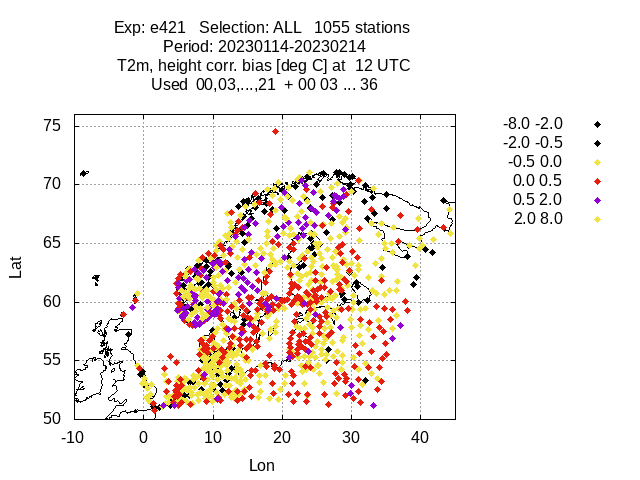 Exp: e421 Selection: ALL 1055 stations
Period: 20230114-20230214
T2m, height corr. bias [deg C] at 12 UTC
Used 00,03,...,21 + 00 03 ... 36
-8.0 -2.0
-2.0 -0.5
-0.5 0.0
0.0 0.5
0.5 2.0
2.0 8.0
75
70
65
60
55
50
Lat
-10 0 10 20 30 40
Lon